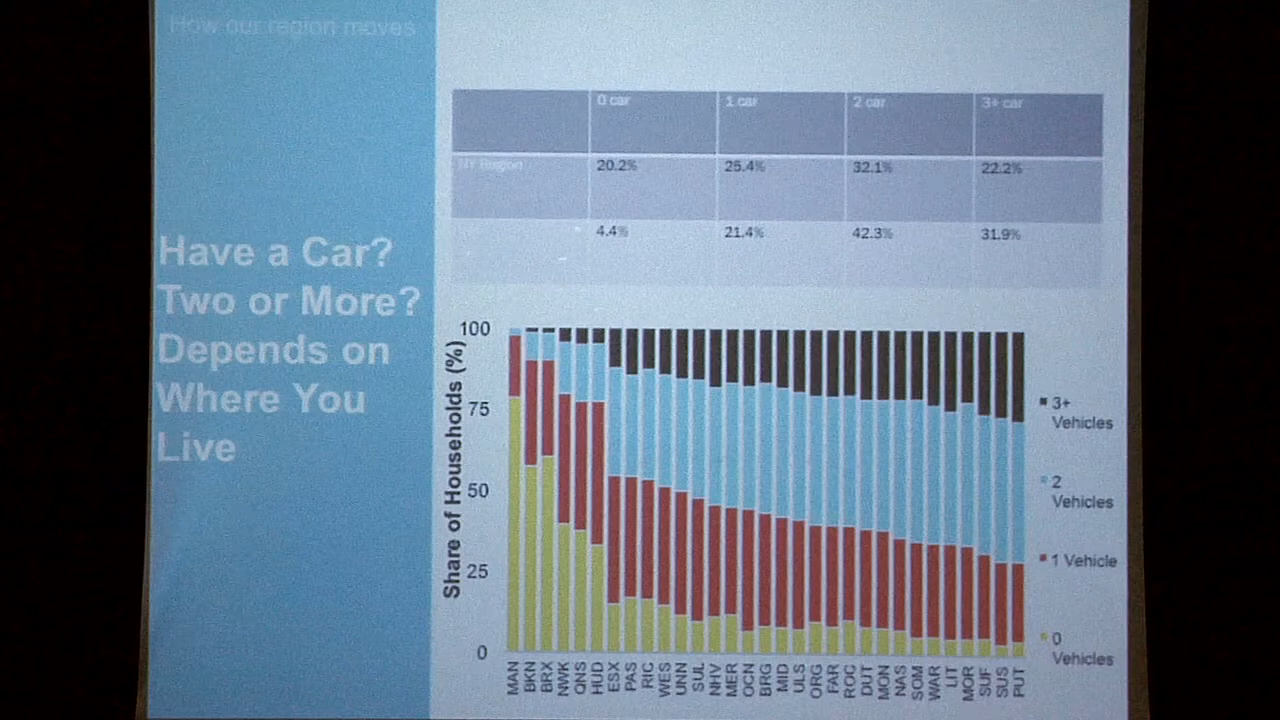 How our region moves
Have a Car?
Two or More?
Depends on
Where You
Live
0 car 1 car 2 car 3+ car
NY Region 20.2% 25.4% 32.1% 22.2%
4.4% 21.4% 42.3% 31.9%
Share of Households (%)
100
75
50
25
0
MAN BKN BRX NWK QNS HUD ESX PAS RIC WES UNN SUL NHV MER OCN BRG MID ULS ORG FAR ROC DUT MON NAS SOM WAR LIT MOR SUF SUS PUT
3+
Vehicles
2
Vehicles
1 Vehicle
0
Vehicles